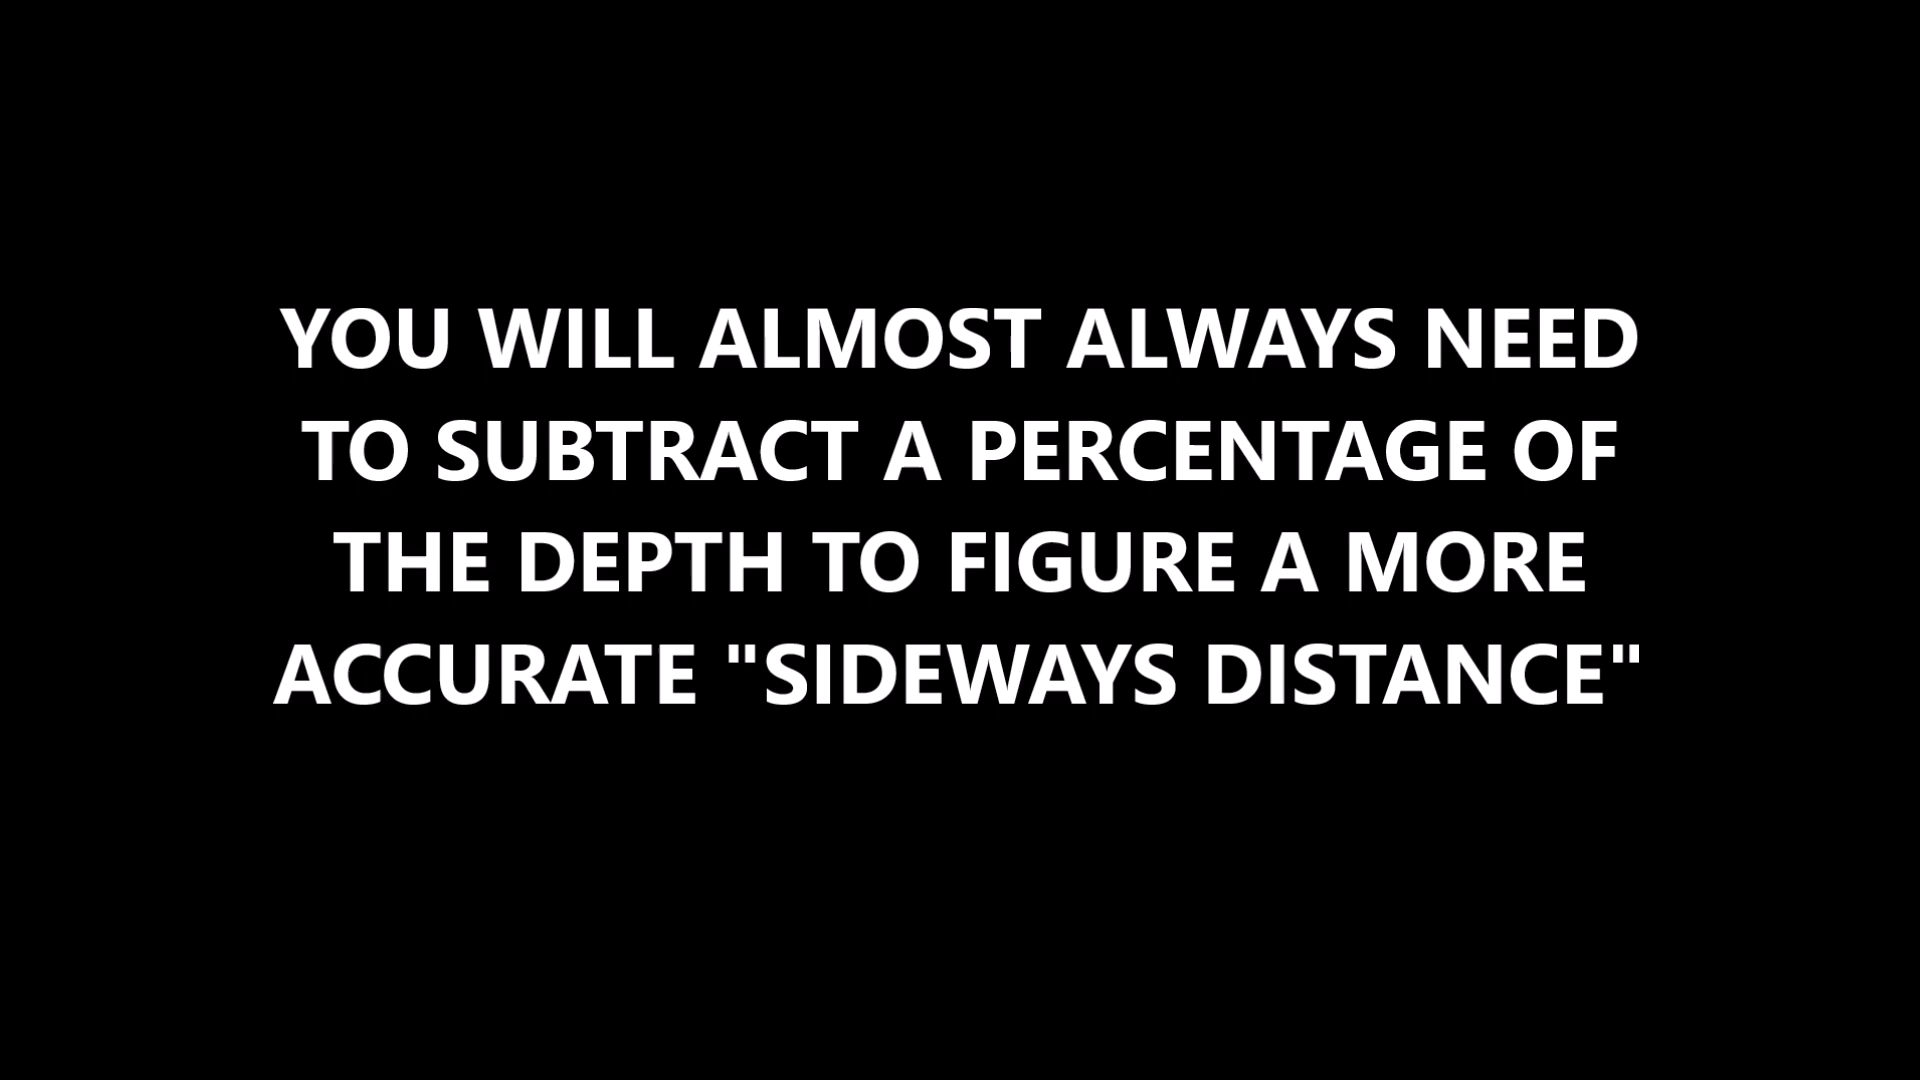 YOU WILL ALMOST ALWAYS NEED
TO SUBTRACT A PERCENTAGE OF
THE DEPTH TO FIGURE A MORE
ACCURATE "SIDEWAYS DISTANCE"